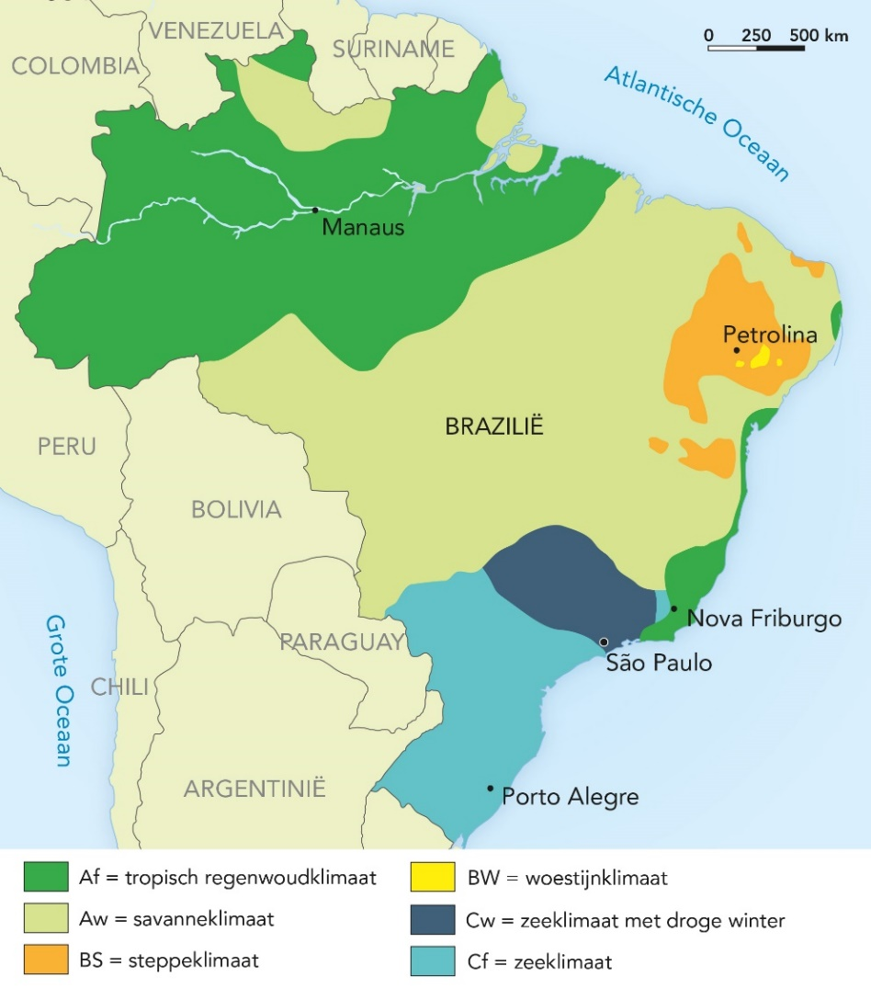 VENEZUELA
SURINAME
COLOMBIA
0 250 500 km
Atlantische Oceaan
Manaus
Petrolina
BRAZILIË
PERU
BOLIVIA
Nova Friburgo
PARAGUAY
São Paulo
Grote Oceaan
CHILI
ARGENTINIË
Porto Alegre
Af = tropisch regenwoudklimaat
Aw = savanneklimaat
BS = steppeklimaat
BW = woestijnklimaat
Cw = zeeklimaat met droge winter
Cf = zeeklimaat